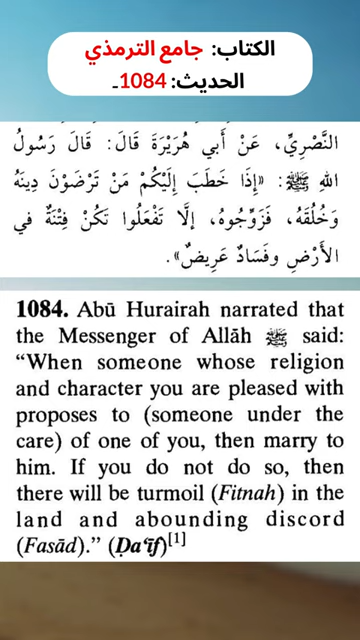 الكتاب: جامع الترمذي
الحديث: 1084ـ
النَّصْرِيِّ، عَنْ أَبِي هُرَيْرَةَ قَالَ: قَالَ رَسُولُ
اللهِ ﷺ: «إِذَا خَطَبَ إِلَيْكُمْ مَنْ تَرْضَوْنَ دِينَهُ
وَخُلُقَهُ، فَزَوِّجُوهُ، إِلَّا تَفْعَلُوا تَكُنْ فِتْنَةٌ فِي
الأَرْضِ وفَسَادٌ عَرِيضٌ».
1084. Abū Hurairah narrated that
the Messenger of Allāh ﷺ said:
“When someone whose religion
and character you are pleased with
proposes to (someone under the
care) of one of you, then marry to
him. If you do not do so, then
there will be turmoil (Fitnah) in the
land and abounding discord
(Fasād).” (Ḍa‘īf)[1]